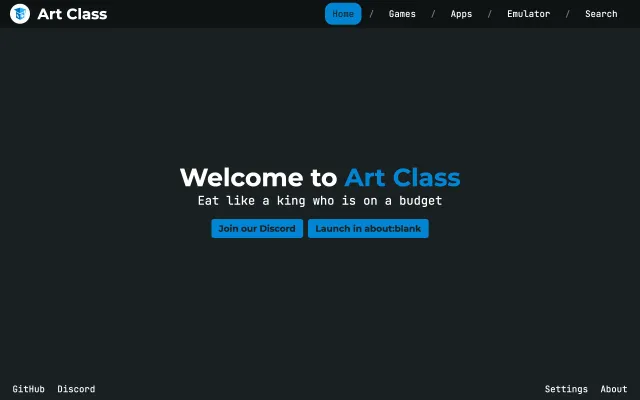 Art Class
Home / Games / Apps / Emulator / Search
Welcome to Art Class
Eat like a king who is on a budget
Join our Discord Launch in about:blank
GitHub Discord Settings About